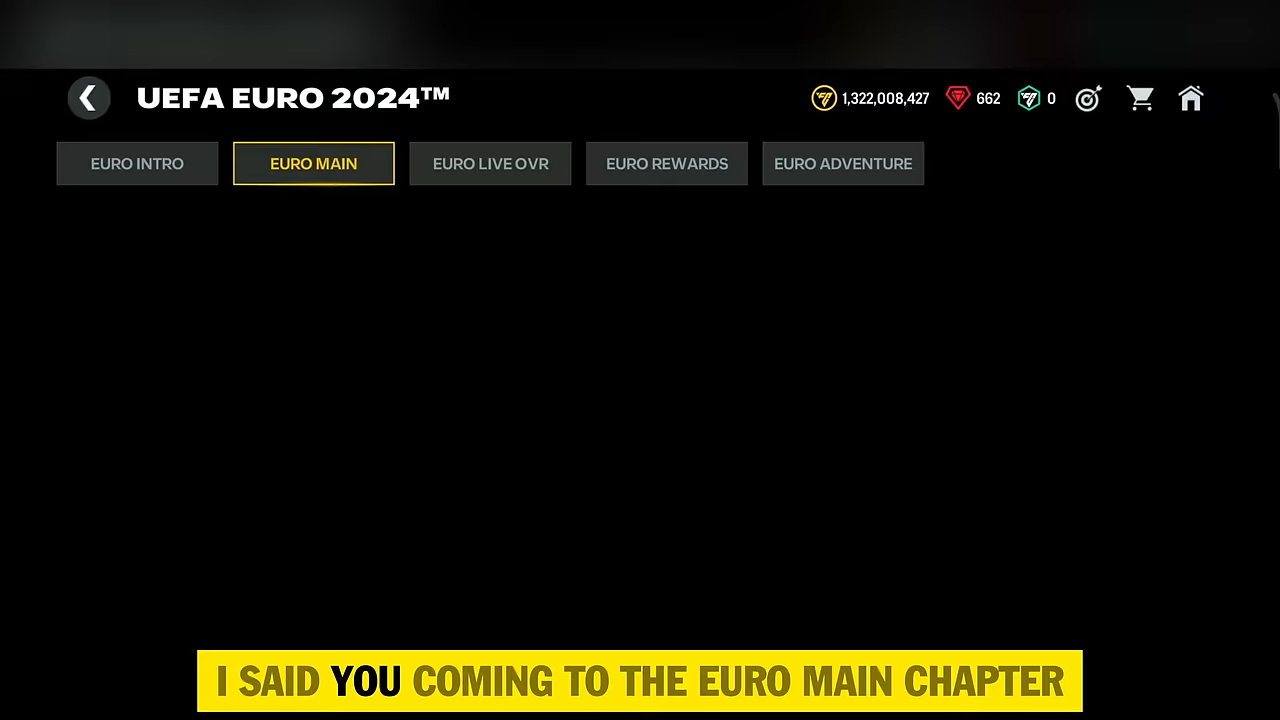 UEFA EURO 2024™ 1,322,008,427 662 0
EURO INTRO EURO MAIN EURO LIVE OVR EURO REWARDS EURO ADVENTURE
I SAID YOU COMING TO THE EURO MAIN CHAPTER